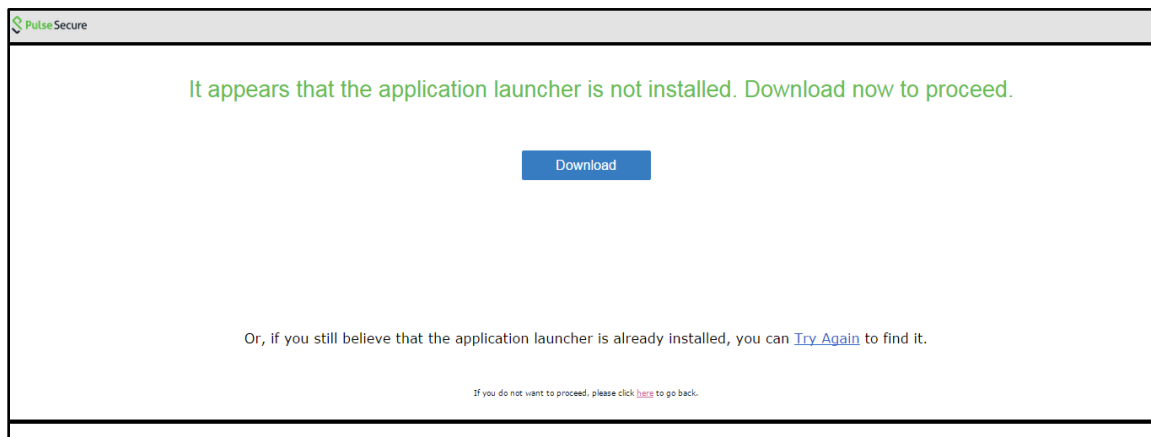 Pulse Secure
It appears that the application launcher is not installed. Download now to proceed.
Download
Or, if you still believe that the application launcher is already installed, you can Try Again to find it.
If you do not want to proceed, please click here to go back.